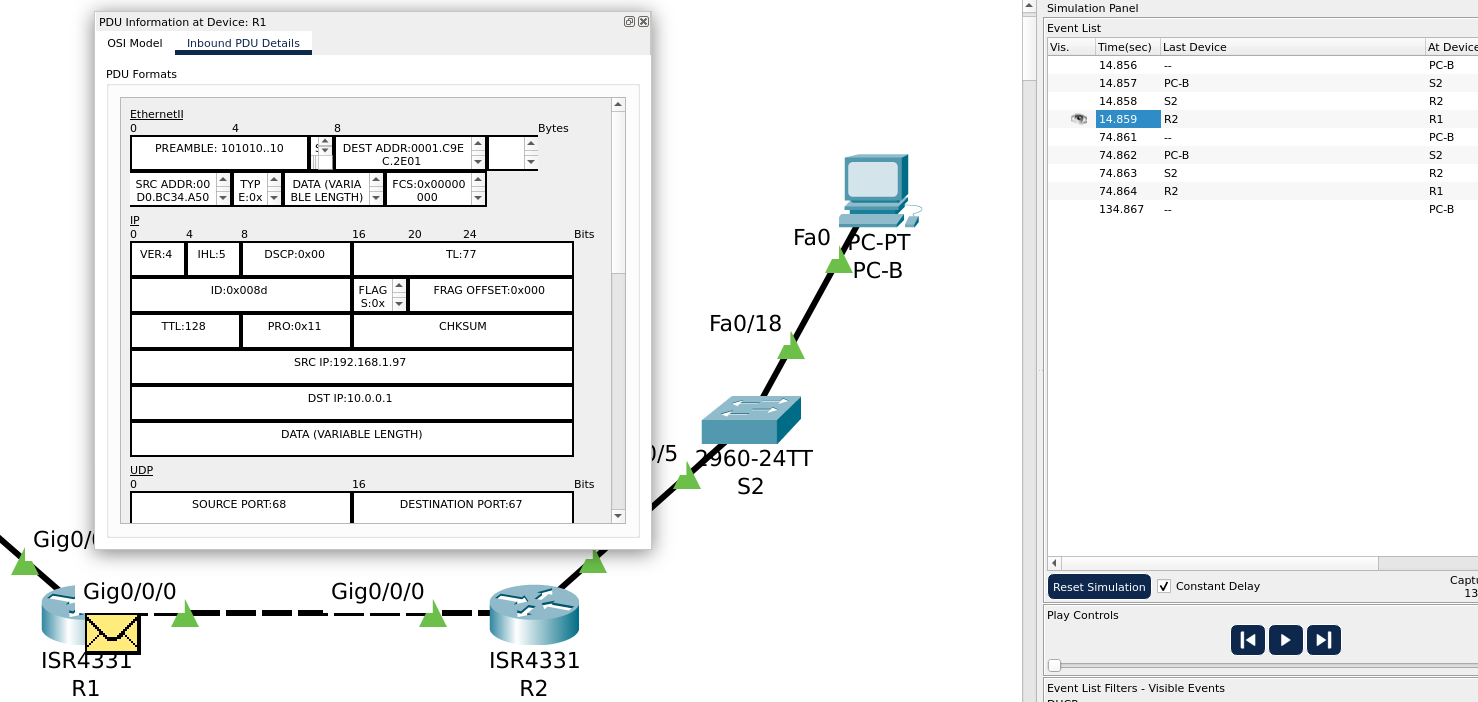 PDU Information at Device: R1
OSI Model Inbound PDU Details
PDU Formats
EthernetII
0 4 8 Bytes
PREAMBLE: 101010..10
DEST ADDR:0001.C9E
C.2E01
SRC ADDR:00
D0.BC34.A50
TYP
E:0x
DATA (VARIA
BLE LENGTH)
FCS:0x00000
000
IP
0 4 8 16 20 24 Bits
VER:4 IHL:5 DSCP:0x00 TL:77
ID:0x008d
FLAG
S:0x
FRAG OFFSET:0x000
TTL:128 PRO:0x11 CHKSUM
SRC IP:192.168.1.97
DST IP:10.0.0.1
DATA (VARIABLE LENGTH)
UDP
0 16 Bits
SOURCE PORT:68 DESTINATION PORT:67
Fa0
PC-PT
PC-B
Fa0/18
0/5
2960-24TT
S2
Gig0/
Gig0/0/0
Gig0/0/0
ISR4331
R1
ISR4331
R2
Simulation Panel
Event List
Vis. Time(sec) Last Device At Device
14.856 -- PC-B
14.857 PC-B S2
14.858 S2 R2
14.859 R2 R1
74.861 -- PC-B
74.862 PC-B S2
74.863 S2 R2
74.864 R2 R1
134.867 -- PC-B
Reset Simulation Constant Delay
Captu
13
Play Controls
Event List Filters - Visible Events